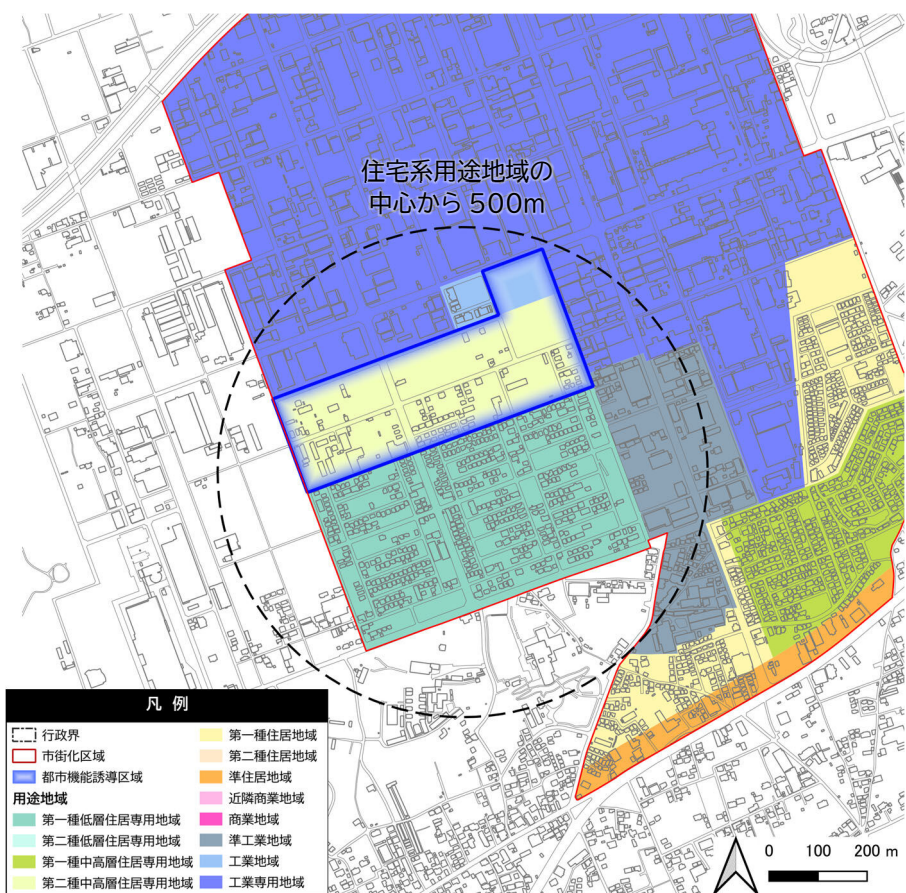 住宅系用途地域の
中心から 500m
凡 例
行政界
市街化区域
都市機能誘導区域
用途地域
第一種低層住居専用地域
第二種低層住居専用地域
第一種中高層住居専用地域
第二種中高層住居専用地域
第一種住居地域
第二種住居地域
準住居地域
近隣商業地域
商業地域
準工業地域
工業地域
工業専用地域
0 100 200 m